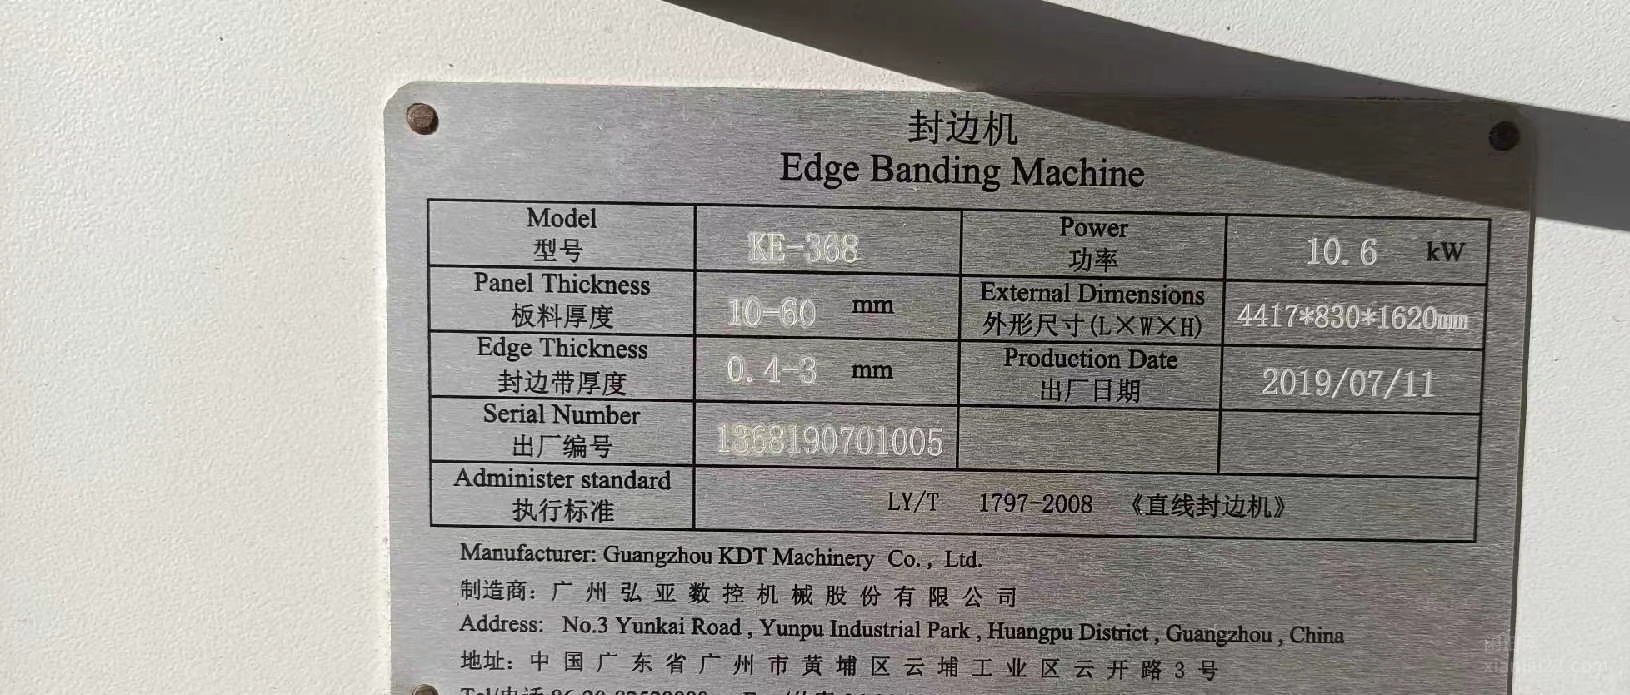 封边机
Edge Banding Machine
Model
型号
KE-368
Power
功率
10.6 kW
Panel Thickness
板料厚度
10-60 mm
External Dimensions
外形尺寸(L×W×H)
4417*830*1620mm
Edge Thickness
封边带厚度
0.4-3 mm
Production Date
出厂日期
2019/07/11
Serial Number
出厂编号
1368190701005
Administer standard
执行标准
LY/T 1797-2008 《直线封边机》
Manufacturer: Guangzhou KDT Machinery Co., Ltd.
制造商：广州弘亚数控机械股份有限公司
Address: No.3 Yunkai Road, Yunpu Industrial Park, Huangpu District, Guangzhou, China
地址：中国广东省广州市黄埔区云埔工业区云开路3号
Tel/电话